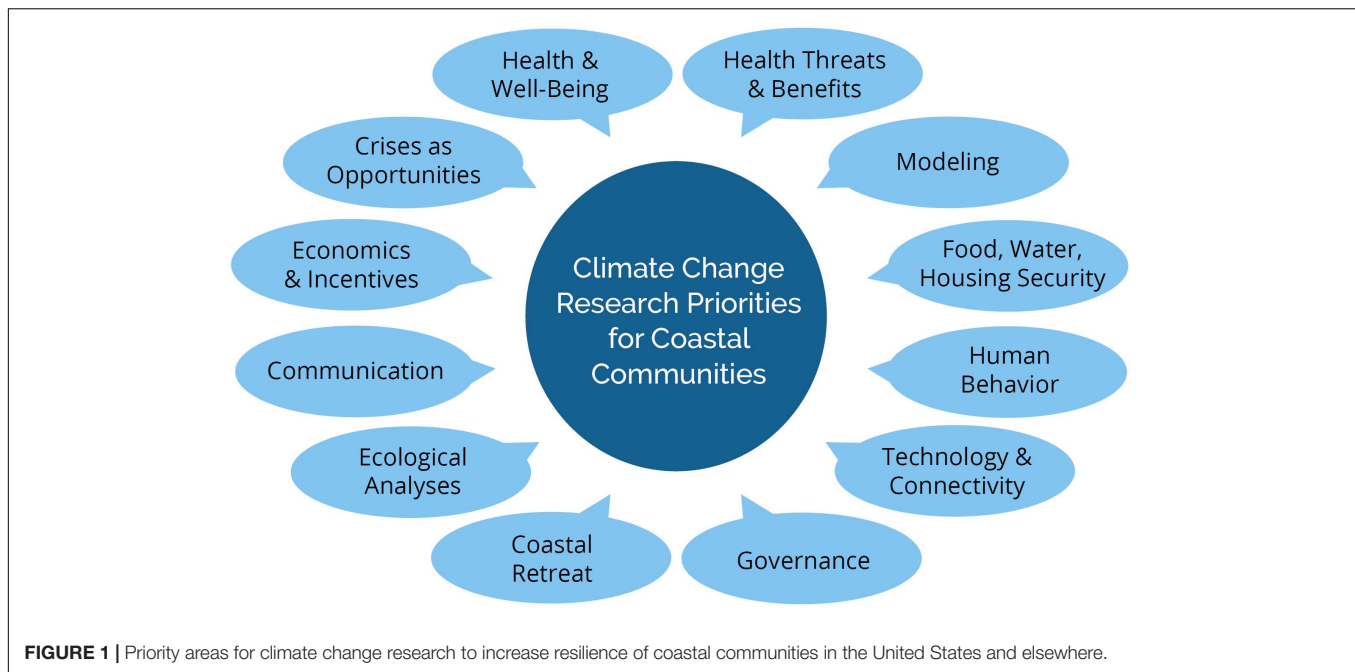 Health &
Well-Being
Health Threats
& Benefits
Crises as
Opportunities
Modeling
Economics
& Incentives
Food, Water,
Housing Security
Climate Change
Research Priorities
for Coastal
Communities
Communication
Human
Behavior
Ecological
Analyses
Technology &
Connectivity
Coastal
Retreat
Governance
FIGURE 1 | Priority areas for climate change research to increase resilience of coastal communities in the United States and elsewhere.